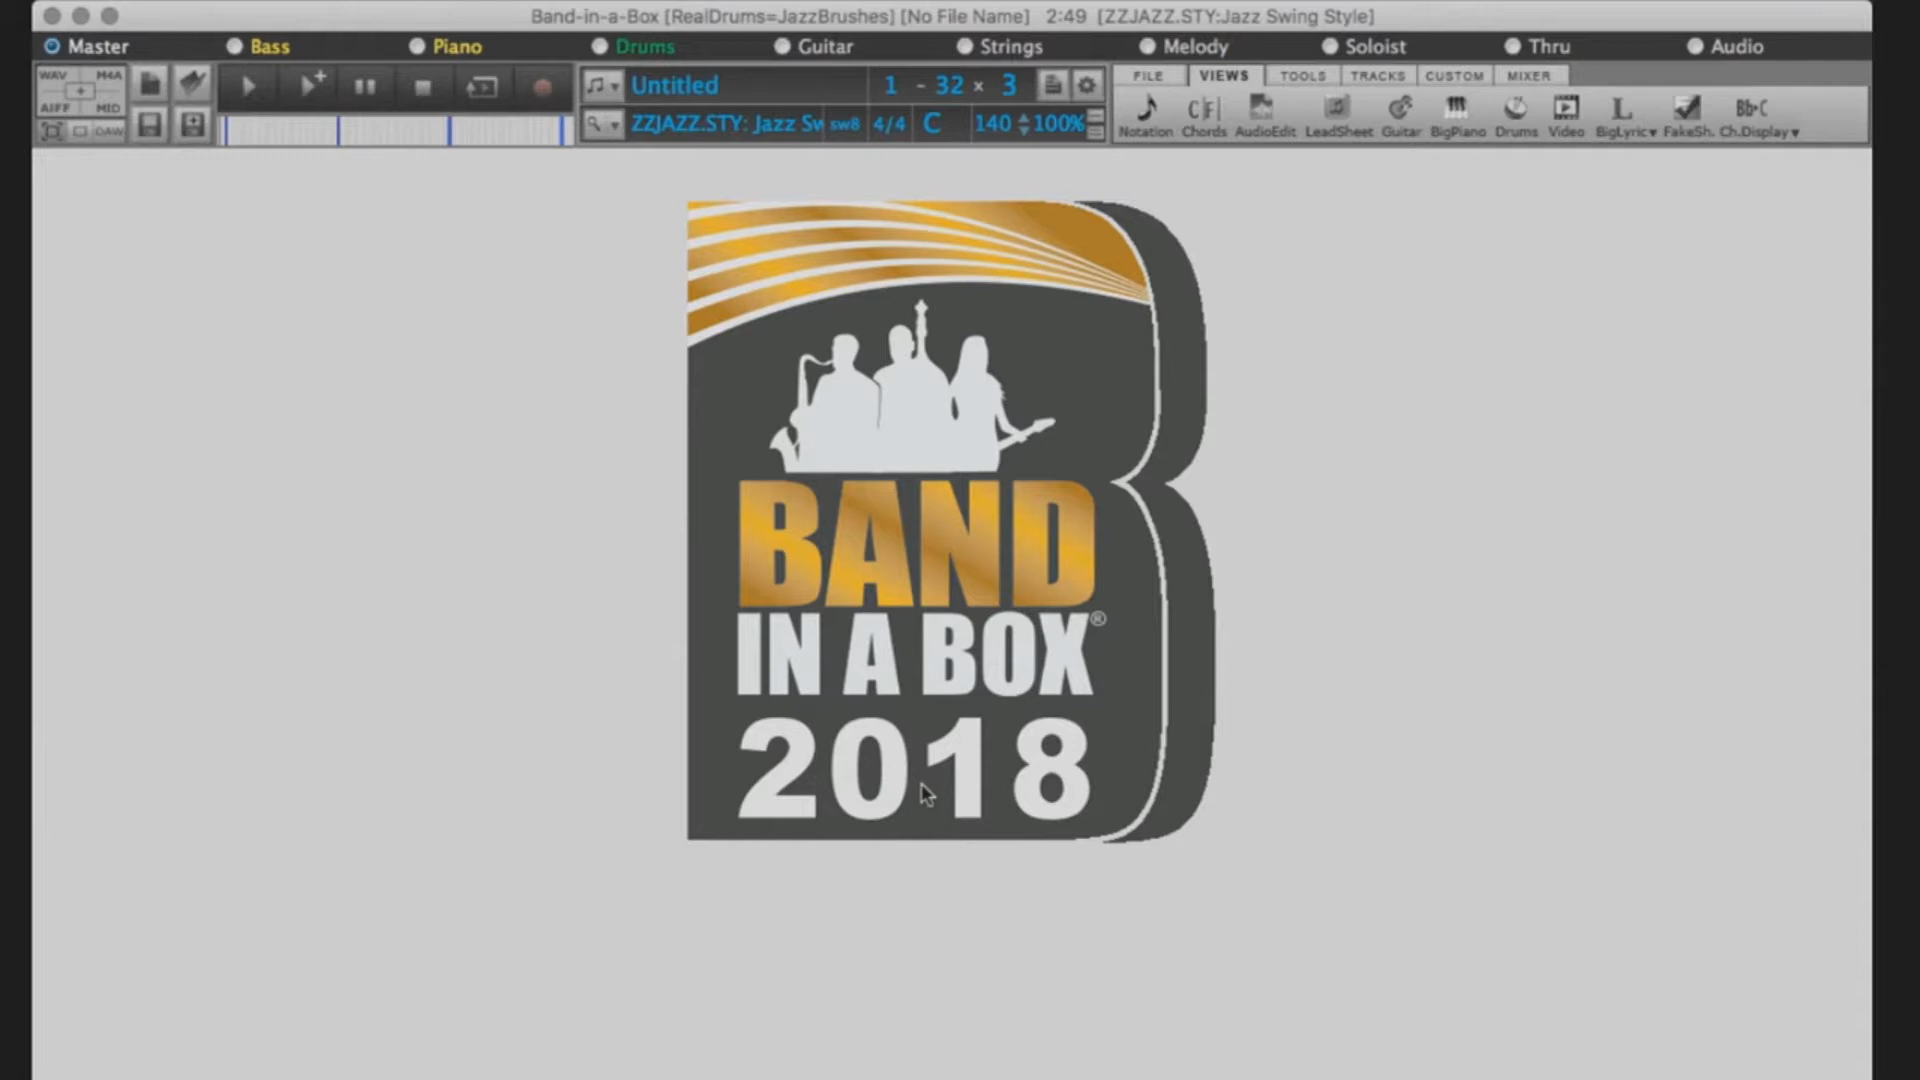 Band-in-a-Box [RealDrums=JazzBrushes] [No File Name] 2:49 [ZZJAZZ.STY:Jazz Swing Style]
Master Bass Piano Drums Guitar Strings Melody Soloist Thru Audio
WAV M4A
AIFF MID
DAW
Untitled 1 - 32 x 3
ZZJAZZ.STY: Jazz Sw sw8 4/4 C 140 100%
FILE VIEWS TOOLS TRACKS CUSTOM MIXER
C F Bb▸C
Notation Chords AudioEdit LeadSheet Guitar BigPiano Drums Video BigLyric FakeSh. Ch.Display
BAND
IN A BOX®
2018